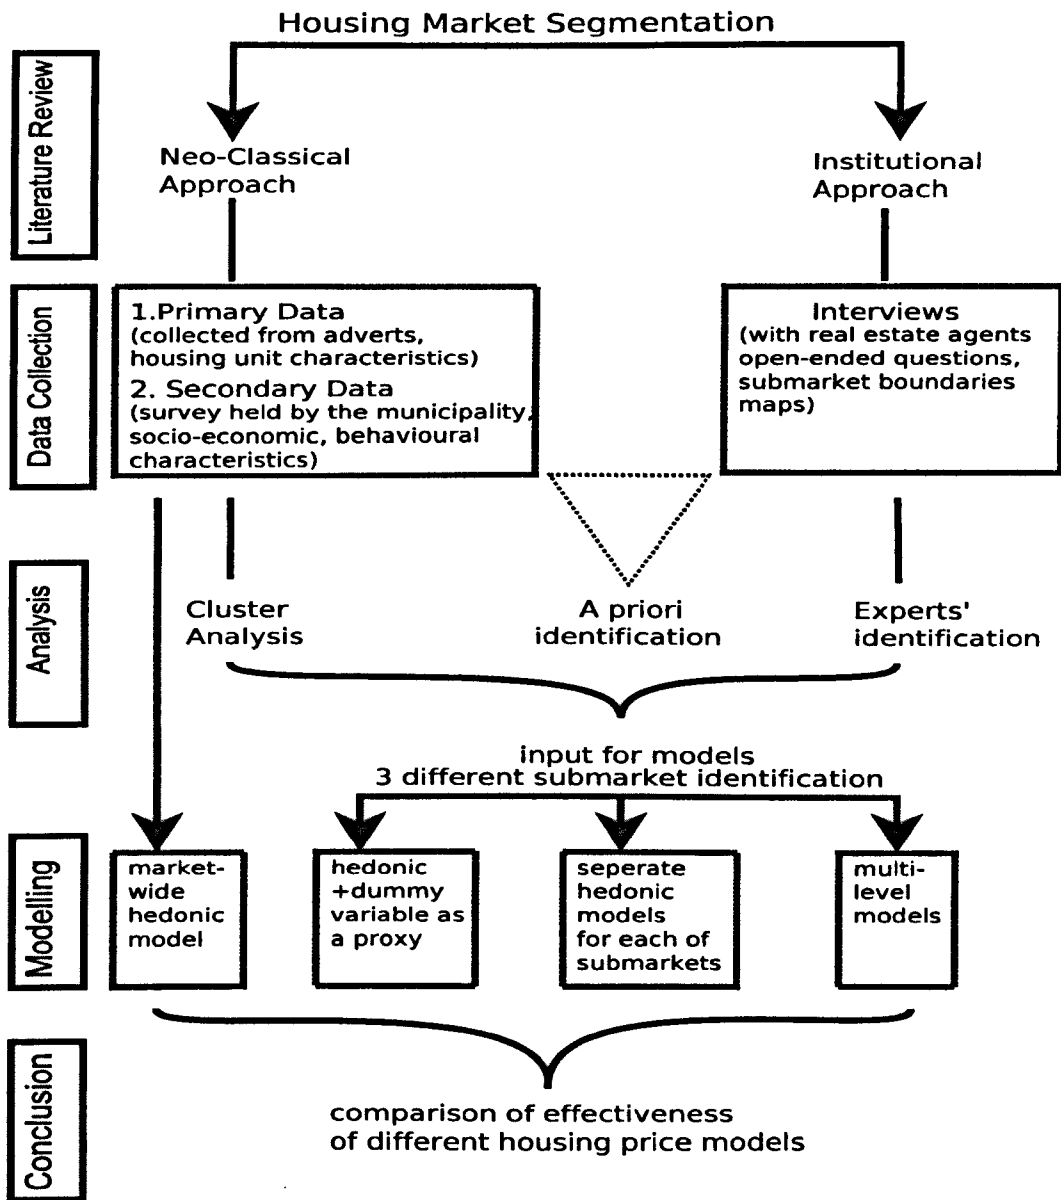 Housing Market Segmentation
Literature Review
Neo-Classical
Approach
Institutional
Approach
Data Collection
1.Primary Data
(collected from adverts,
housing unit characteristics)
2. Secondary Data
(survey held by the municipality,
socio-economic, behavioural
characteristics)
Interviews
(with real estate agents
open-ended questions,
submarket boundaries
maps)
Analysis
Cluster
Analysis
A priori
identification
Experts'
identification
input for models
3 different submarket identification
Modelling
market-
wide
hedonic
model
hedonic
+dummy
variable as
a proxy
seperate
hedonic
models
for each of
submarkets
multi-
level
models
Conclusion
comparison of effectiveness
of different housing price models